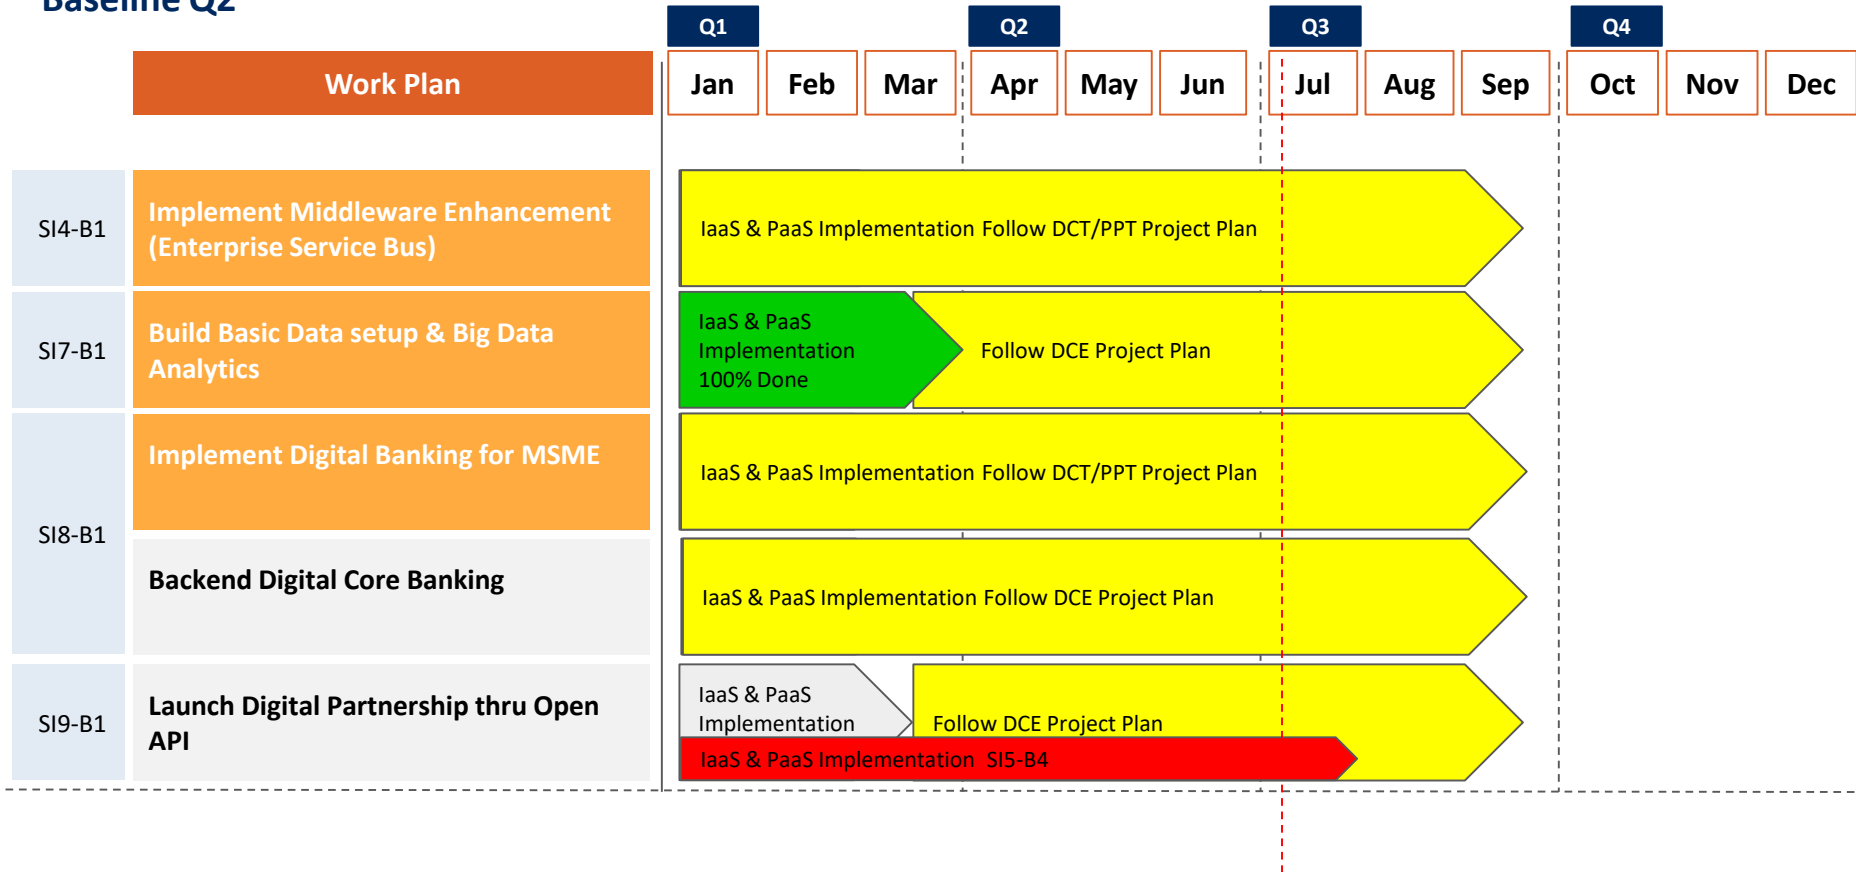 Baseline Q2
Q1 Q2 Q3 Q4
Work Plan Jan Feb Mar Apr May Jun Jul Aug Sep Oct Nov Dec
SI4-B1
Implement Middleware Enhancement
(Enterprise Service Bus)
IaaS & PaaS Implementation Follow DCT/PPT Project Plan
SI7-B1
Build Basic Data setup & Big Data
Analytics
IaaS & PaaS
Implementation
100% Done
Follow DCE Project Plan
SI8-B1
Implement Digital Banking for MSME
IaaS & PaaS Implementation Follow DCT/PPT Project Plan
Backend Digital Core Banking
IaaS & PaaS Implementation Follow DCE Project Plan
SI9-B1
Launch Digital Partnership thru Open
API
IaaS & PaaS
Implementation
Follow DCE Project Plan
IaaS & PaaS Implementation SI5-B4